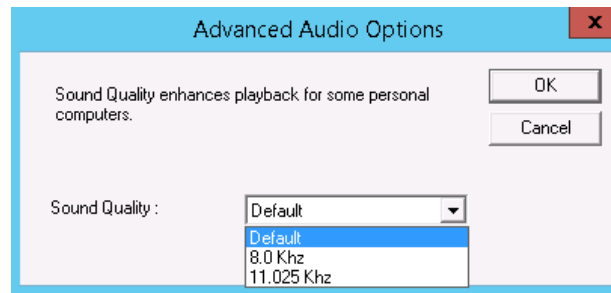 Advanced Audio Options
x
Sound Quality enhances playback for some personal
computers.
OK
Cancel
Sound Quality :
Default
Default
8.0 Khz
11.025 Khz